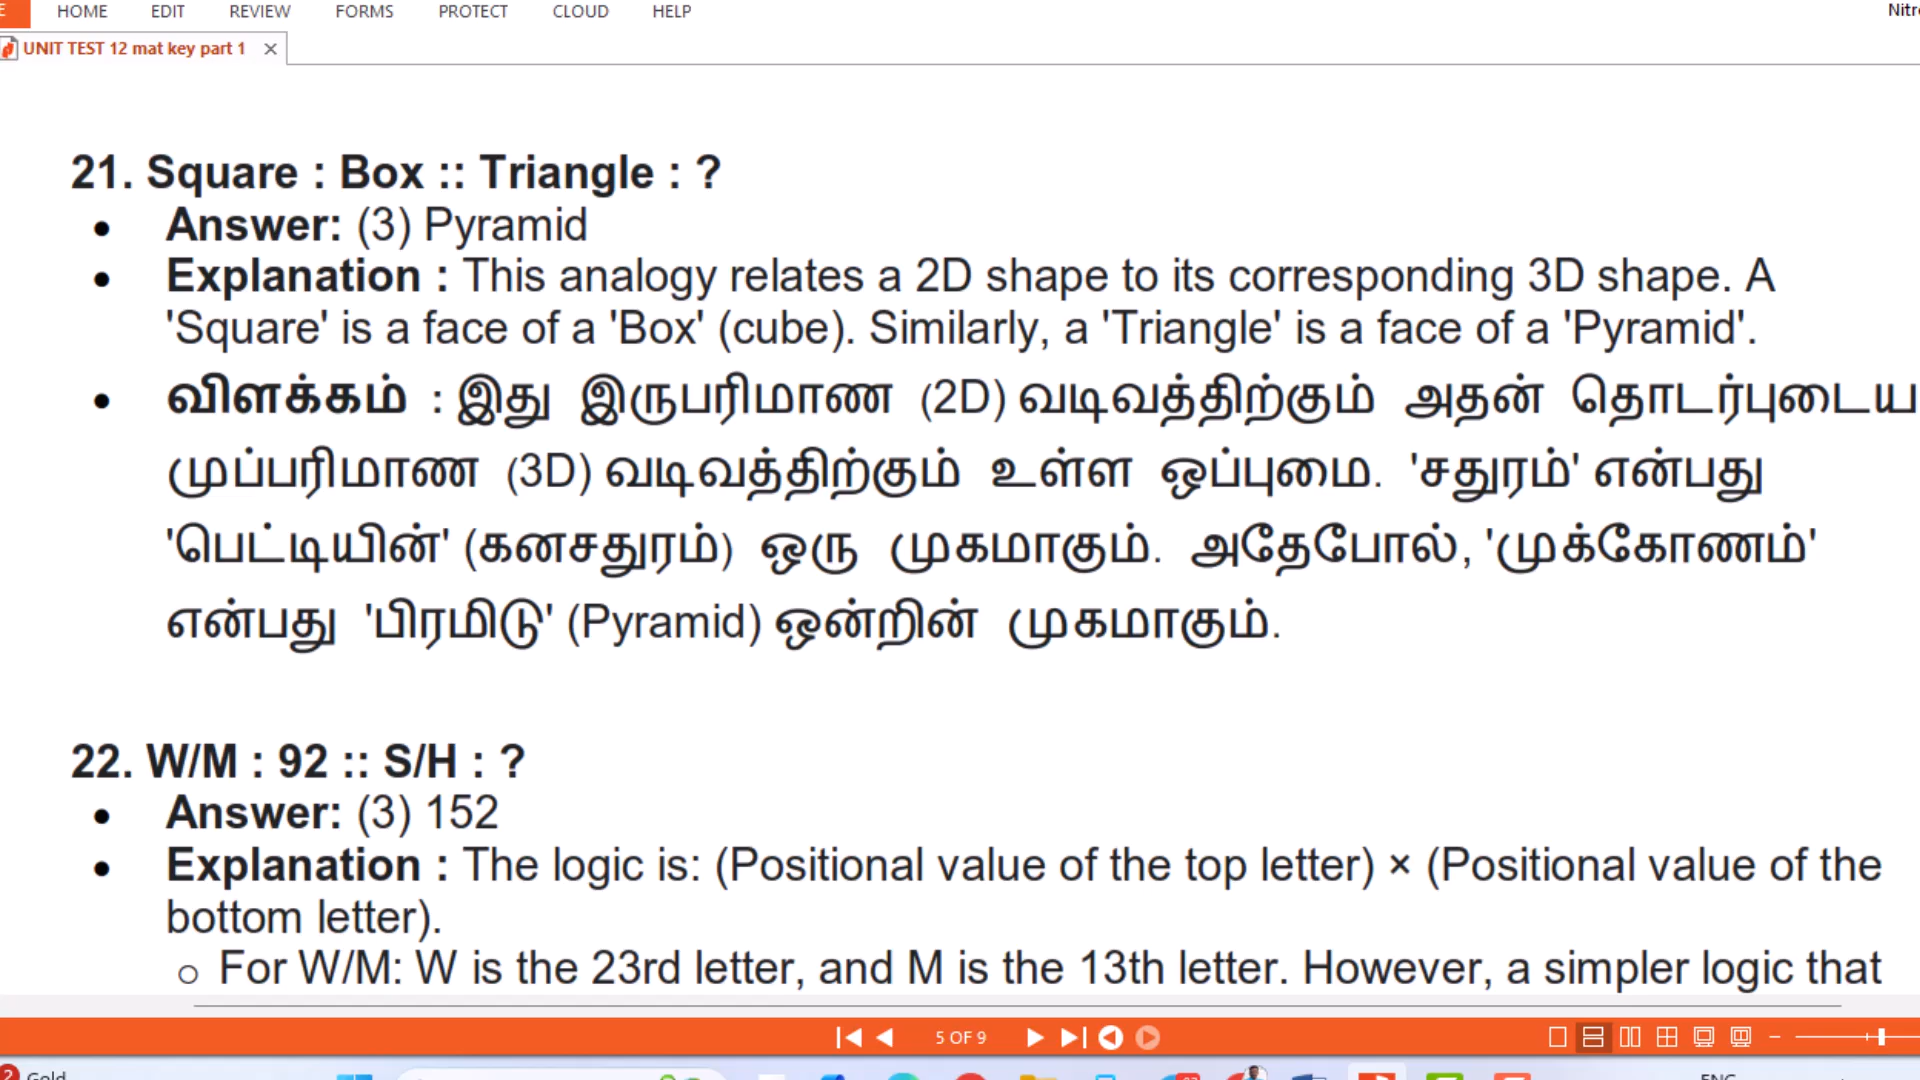 HOME EDIT REVIEW FORMS PROTECT CLOUD HELP Nitr
UNIT TEST 12 mat key part 1
21. Square : Box :: Triangle : ?
• Answer: (3) Pyramid
• Explanation : This analogy relates a 2D shape to its corresponding 3D shape. A
'Square' is a face of a 'Box' (cube). Similarly, a 'Triangle' is a face of a 'Pyramid'.
• விளக்கம் : இது இருபரிமாண (2D) வடிவத்திற்கும் அதன் தொடர்புடைய
முப்பரிமாண (3D) வடிவத்திற்கும் உள்ள ஒப்புமை. 'சதுரம்' என்பது
'பெட்டியின்' (கனசதுரம்) ஒரு முகமாகும். அதேபோல், 'முக்கோணம்'
என்பது 'பிரமிடு' (Pyramid) ஒன்றின் முகமாகும்.
22. W/M : 92 :: S/H : ?
• Answer: (3) 152
• Explanation : The logic is: (Positional value of the top letter) × (Positional value of the
bottom letter).
○ For W/M: W is the 23rd letter, and M is the 13th letter. However, a simpler logic that
5 OF 9
2 Gold ENG